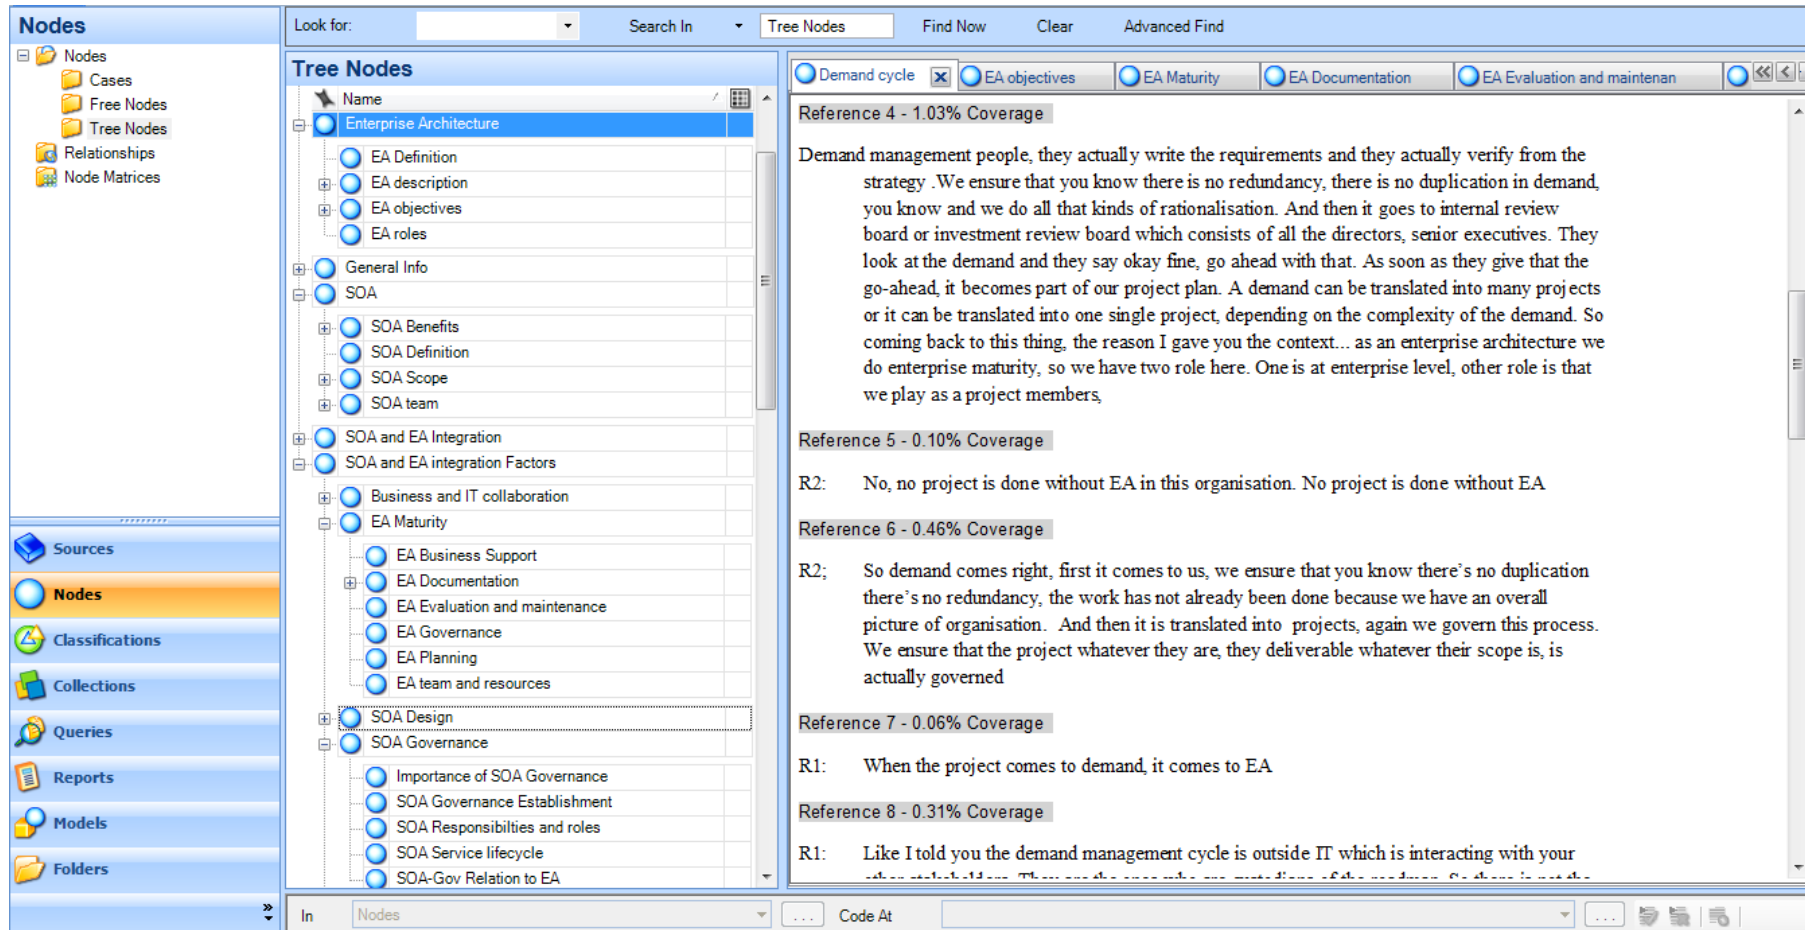 Nodes
Nodes
Cases
Free Nodes
Tree Nodes
Relationships
Node Matrices
Sources
Nodes
Classifications
Collections
Queries
Reports
Models
Folders
Look for:
Search In
Tree Nodes
Find Now
Clear
Advanced Find
Tree Nodes
Name
Enterprise Architecture
EA Definition
EA description
EA objectives
EA roles
General Info
SOA
SOA Benefits
SOA Definition
SOA Scope
SOA team
SOA and EA Integration
SOA and EA integration Factors
Business and IT collaboration
EA Maturity
EA Business Support
EA Documentation
EA Evaluation and maintenance
EA Governance
EA Planning
EA team and resources
SOA Design
SOA Governance
Importance of SOA Governance
SOA Governance Establishment
SOA Responsibilties and roles
SOA Service lifecycle
SOA-Gov Relation to EA
Demand cycle
EA objectives
EA Maturity
EA Documentation
EA Evaluation and maintenan
Reference 4 - 1.03% Coverage
Demand management people, they actually write the requirements and they actually verify from the
strategy .We ensure that you know there is no redundancy, there is no duplication in demand,
you know and we do all that kinds of rationalisation. And then it goes to internal review
board or investment review board which consists of all the directors, senior executives. They
look at the demand and they say okay fine, go ahead with that. As soon as they give that the
go-ahead, it becomes part of our project plan. A demand can be translated into many projects
or it can be translated into one single project, depending on the complexity of the demand. So
coming back to this thing, the reason I gave you the context... as an enterprise architecture we
do enterprise maturity, so we have two role here. One is at enterprise level, other role is that
we play as a project members,
Reference 5 - 0.10% Coverage
R2: No, no project is done without EA in this organisation. No project is done without EA
Reference 6 - 0.46% Coverage
R2; So demand comes right, first it comes to us, we ensure that you know there's no duplication
there's no redundancy, the work has not already been done because we have an overall
picture of organisation. And then it is translated into projects, again we govern this process.
We ensure that the project whatever they are, they deliverable whatever their scope is, is
actually governed
Reference 7 - 0.06% Coverage
R1: When the project comes to demand, it comes to EA
Reference 8 - 0.31% Coverage
R1: Like I told you the demand management cycle is outside IT which is interacting with your
In
Nodes
...
Code At
...